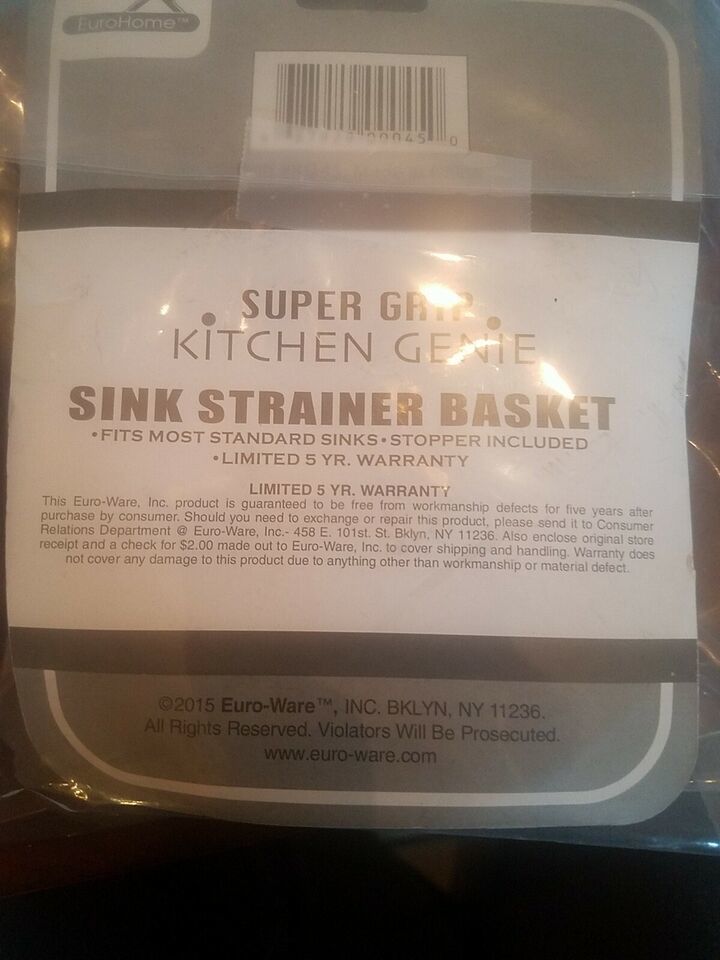 EuroHome™
00045 0
SUPER GRIP
KITCHEN GENIE
SINK STRAINER BASKET
•FITS MOST STANDARD SINKS•STOPPER INCLUDED
•LIMITED 5 YR. WARRANTY
LIMITED 5 YR. WARRANTY
This Euro-Ware, Inc. product is guaranteed to be free from workmanship defects for five years after
purchase by consumer. Should you need to exchange or repair this product, please send it to Consumer
Relations Department @ Euro-Ware, Inc.- 458 E. 101st. St. Bklyn, NY 11236. Also enclose original store
receipt and a check for $2.00 made out to Euro-Ware, Inc. to cover shipping and handling. Warranty does
not cover any damage to this product due to anything other than workmanship or material defect.
©2015 Euro-Ware™, INC. BKLYN, NY 11236.
All Rights Reserved. Violators Will Be Prosecuted.
www.euro-ware.com